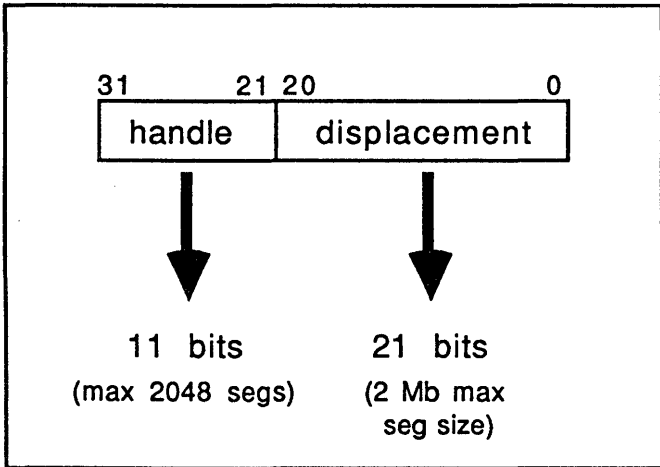 31 21 20 0
handle displacement
11 bits 21 bits
(max 2048 segs) (2 Mb max
seg size)